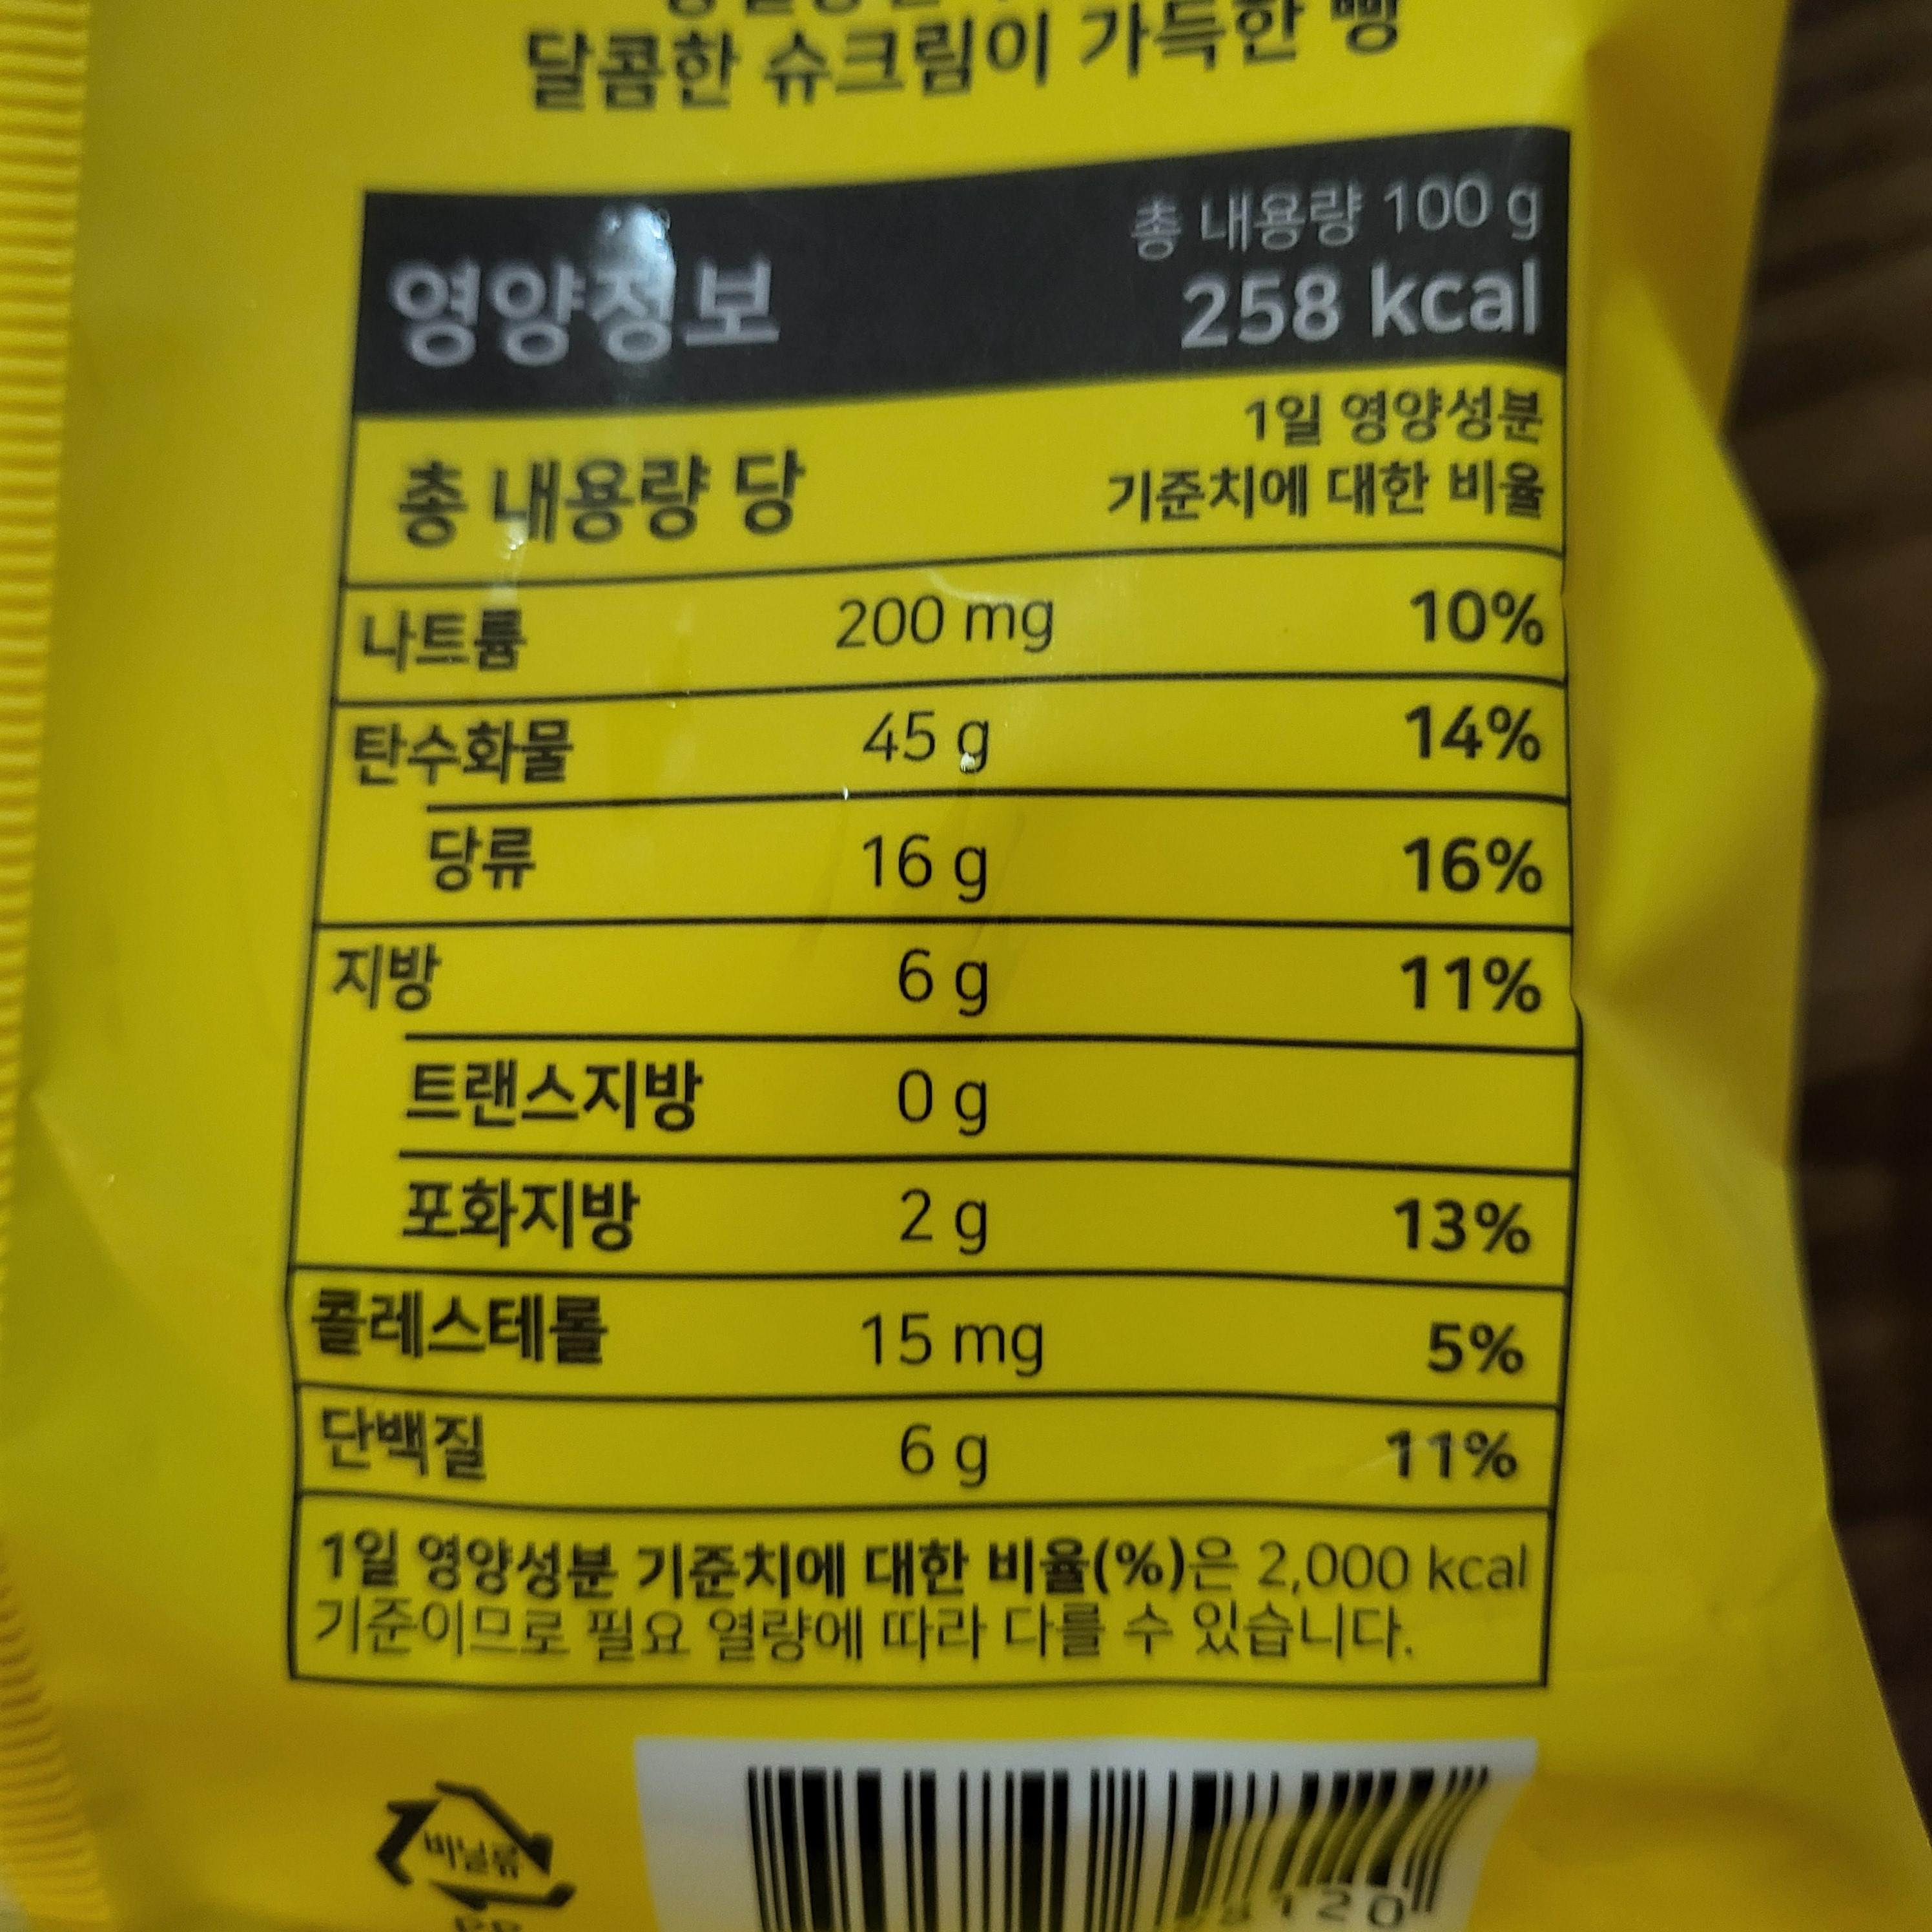 달콤한 슈크림이 가득한 빵
영양정보
총 내용량 100 g
258 kcal
총 내용량 당
1일 영양성분
기준치에 대한 비율
나트륨 200 mg 10%
탄수화물 45 g 14%
당류 16 g 16%
지방 6 g 11%
트랜스지방 0 g
포화지방 2 g 13%
콜레스테롤 15 mg 5%
단백질 6 g 11%
1일 영양성분 기준치에 대한 비율(%)은 2,000 kcal
기준이므로 필요 열량에 따라 다를 수 있습니다.
비닐류